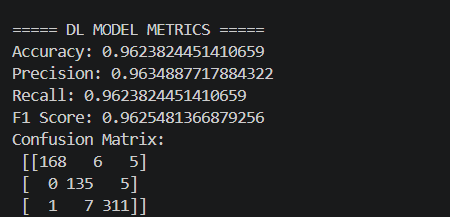 ===== DL MODEL METRICS =====
Accuracy: 0.9623824451410659
Precision: 0.9634887717884322
Recall: 0.9623824451410659
F1 Score: 0.9625481366879256
Confusion Matrix:
 [[168   6   5]
 [  0 135   5]
 [  1   7 311]]